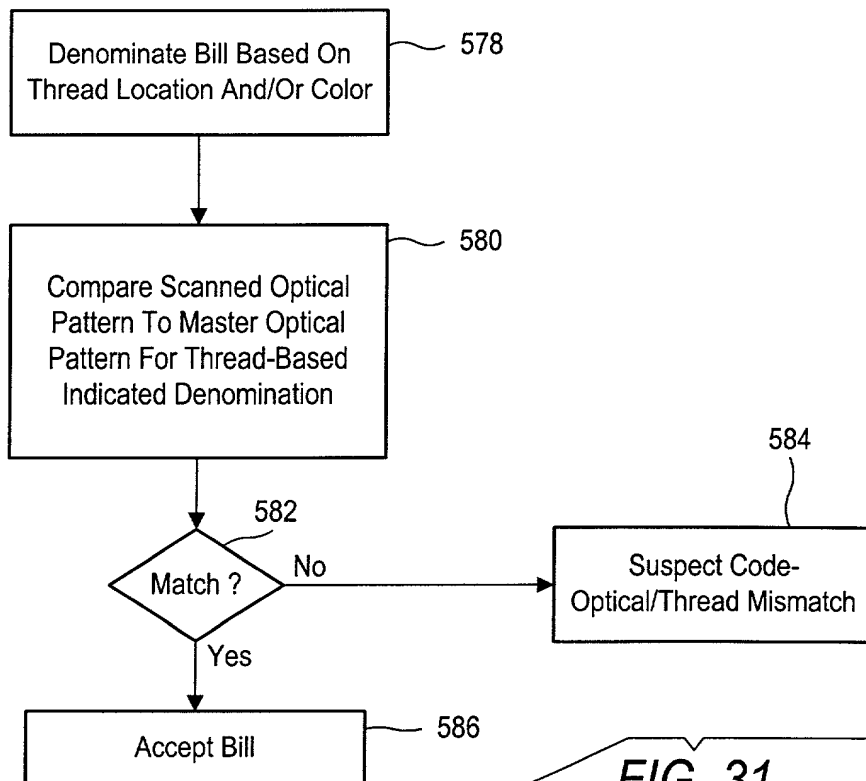 Denominate Bill Based On
Thread Location And/Or Color
578
Compare Scanned Optical
Pattern To Master Optical
Pattern For Thread-Based
Indicated Denomination
580
582
Match ?
No
Yes
584
Suspect Code-
Optical/Thread Mismatch
Accept Bill
586
FIG. 31